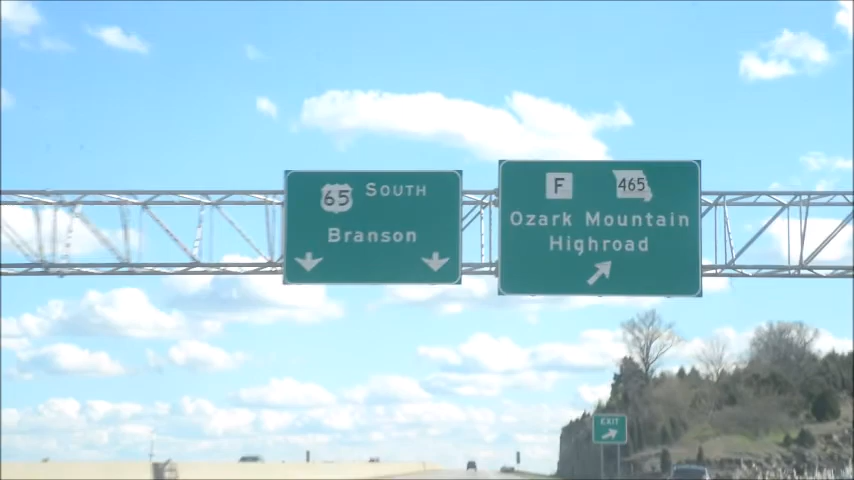 65 SOUTH
Branson
F 465
Ozark Mountain
Highroad
EXIT